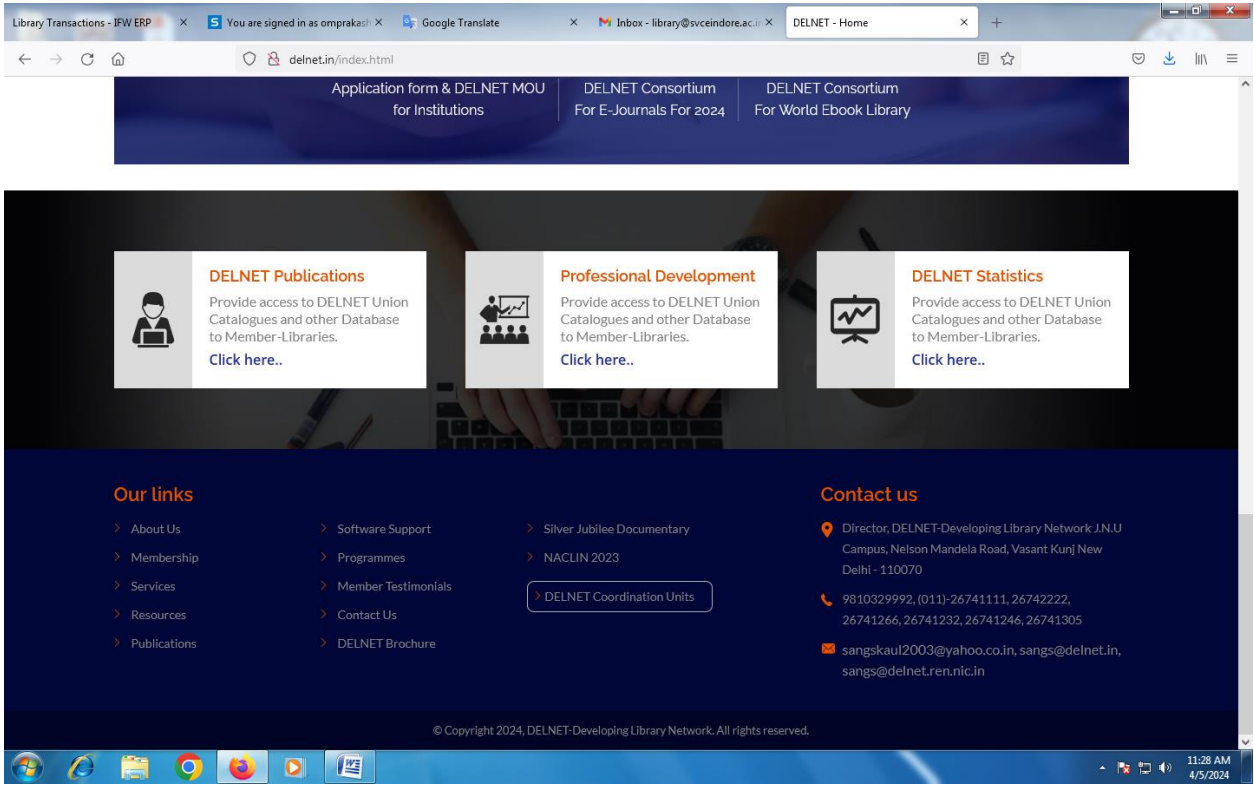 Library Transactions - IFW ERP
You are signed in as omprakash
Google Translate
Inbox - library@svceindore.ac.in
DELNET - Home
delnet.in/index.html
Application form & DELNET MOU
for Institutions
DELNET Consortium
For E-Journals For 2024
DELNET Consortium
For World Ebook Library
DELNET Publications
Provide access to DELNET Union
Catalogues and other Database
to Member-Libraries.
Click here..
Professional Development
Provide access to DELNET Union
Catalogues and other Database
to Member-Libraries.
Click here..
DELNET Statistics
Provide access to DELNET Union
Catalogues and other Database
to Member-Libraries.
Click here..
Our links
> About Us
> Membership
> Services
> Resources
> Publications
> Software Support
> Programmes
> Member Testimonials
> Contact Us
> DELNET Brochure
> Silver Jubilee Documentary
> NACLIN 2023
> DELNET Coordination Units
Contact us
Director, DELNET-Developing Library Network J.N.U
Campus, Nelson Mandela Road, Vasant Kunj New
Delhi - 110070
9810329992, (011)-26741111, 26742222,
26741266, 26741232, 26741246, 26741305
sangskaul2003@yahoo.co.in, sangs@delnet.in,
sangs@delnet.ren.nic.in
© Copyright 2024, DELNET-Developing Library Network. All rights reserved.
11:28 AM
4/5/2024